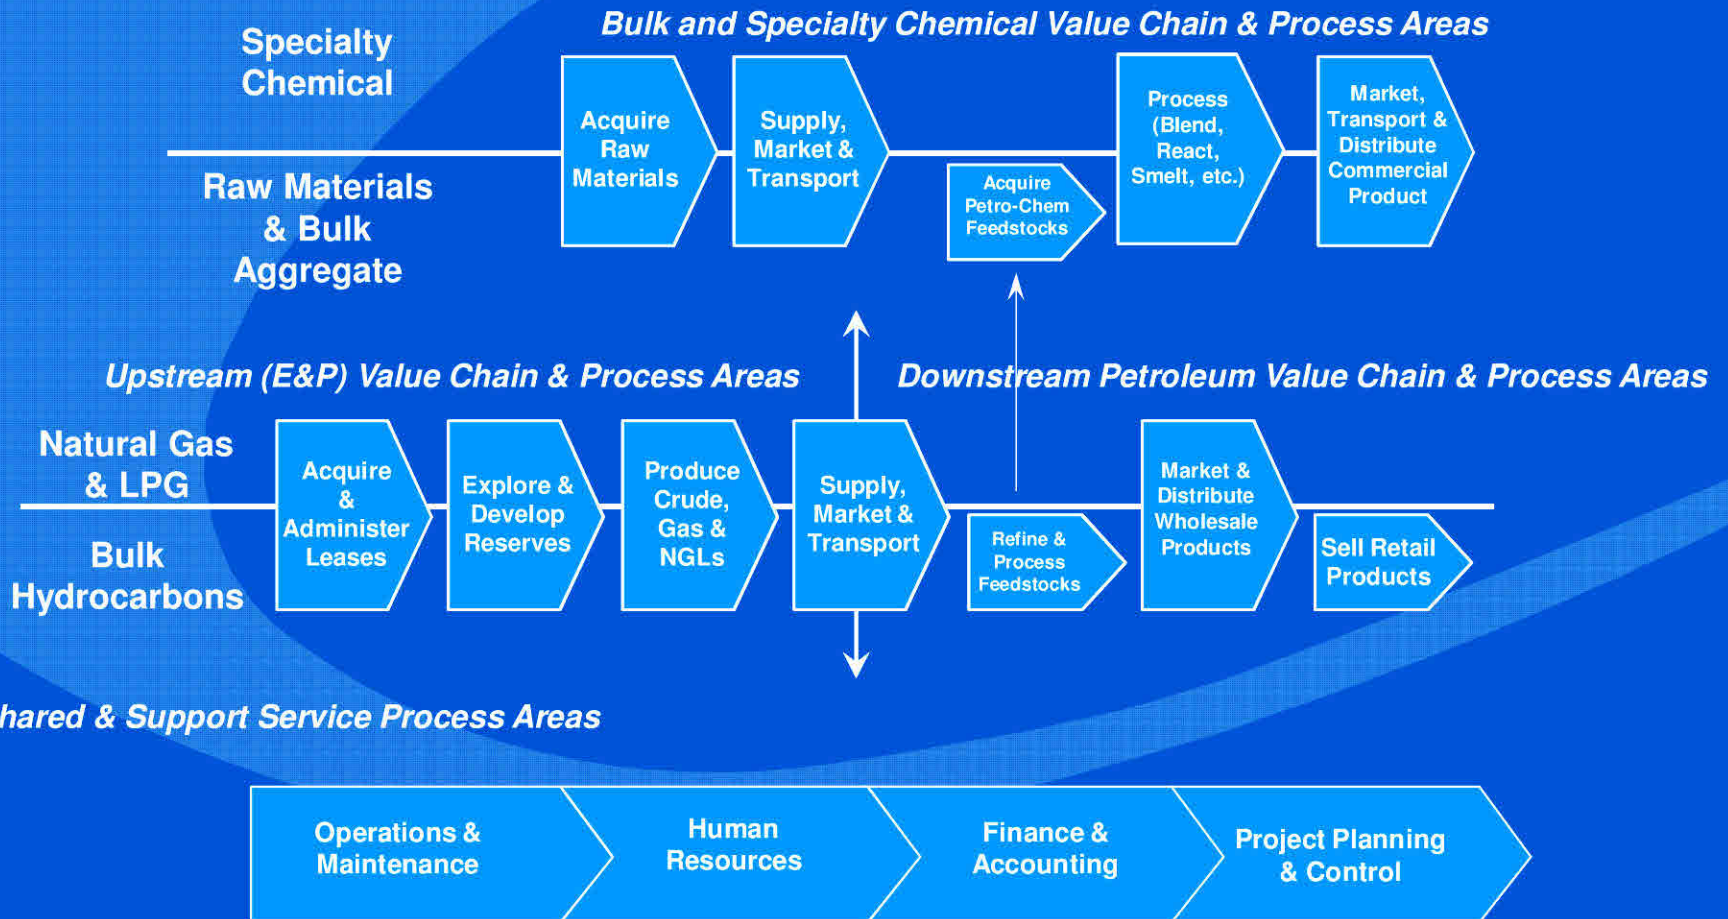 Bulk and Specialty Chemical Value Chain & Process Areas
Specialty
Chemical
Raw Materials
& Bulk
Aggregate
Acquire
Raw
Materials
Supply,
Market &
Transport
Acquire
Petro-Chem
Feedstocks
Process
(Blend,
React,
Smelt, etc.)
Market,
Transport &
Distribute
Commercial
Product
Upstream (E&P) Value Chain & Process Areas
Downstream Petroleum Value Chain & Process Areas
Natural Gas
& LPG
Bulk
Hydrocarbons
Acquire
&
Administer
Leases
Explore &
Develop
Reserves
Produce
Crude,
Gas &
NGLs
Supply,
Market &
Transport
Refine &
Process
Feedstocks
Market &
Distribute
Wholesale
Products
Sell Retail
Products
hared & Support Service Process Areas
Operations &
Maintenance
Human
Resources
Finance &
Accounting
Project Planning
& Control